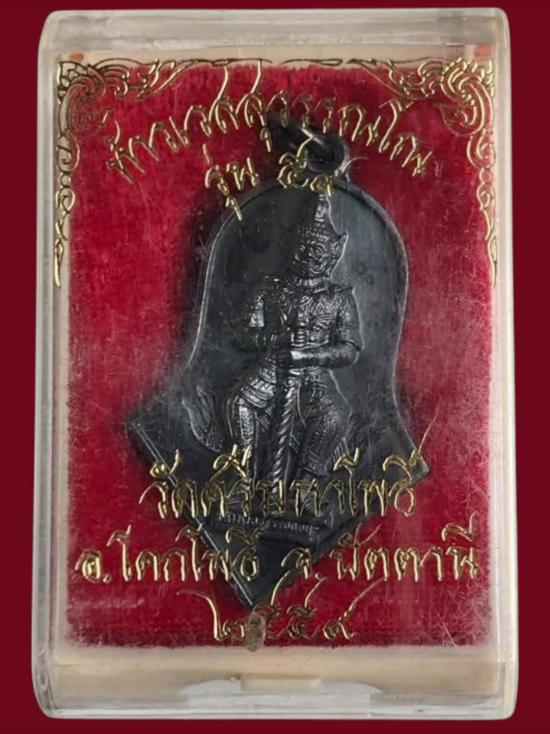 ท้าวเวสสุวรรณโณ
รุ่น ๕๙
วัดศรีมหาโพธิ์
อ.โคกโพธิ์ จ.ปัตตานี
๒๕๕๙